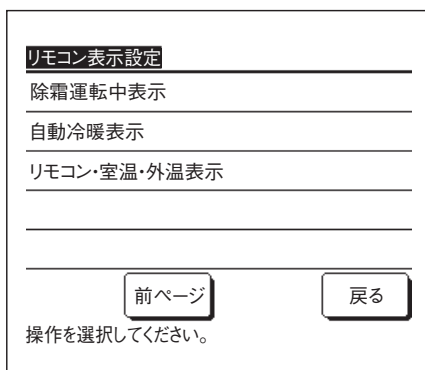 リモコン表示設定
除霜運転中表示
自動冷暖表示
リモコン・室温・外温表示
前ページ
戻る
操作を選択してください。